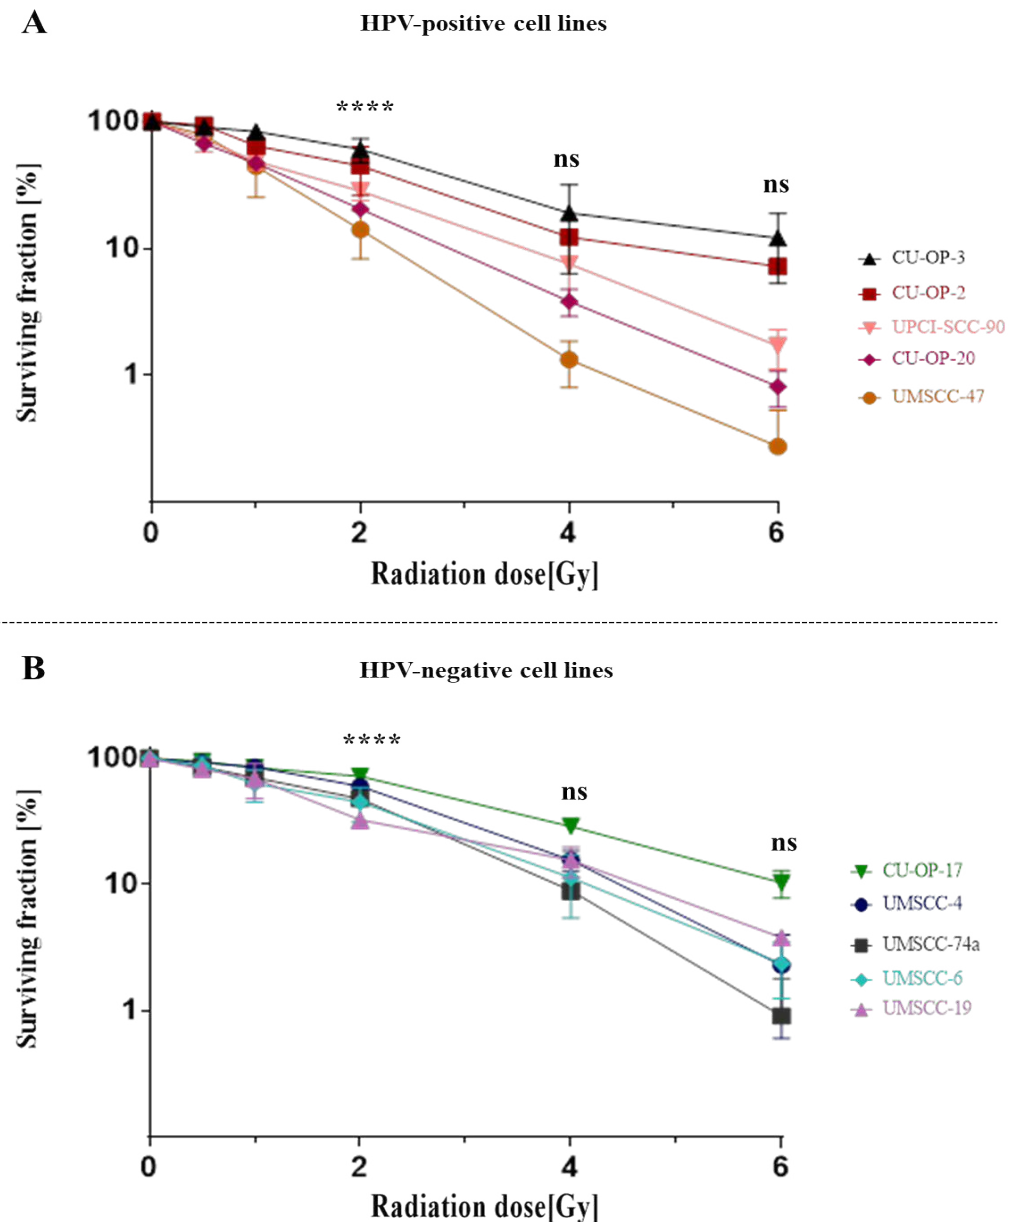 A
HPV-positive cell lines
****
ns
ns
100
10
1
Surviving fraction [%]
0 2 4 6
Radiation dose[Gy]
CU-OP-3
CU-OP-2
UPCI-SCC-90
CU-OP-20
UMSCC-47
B
HPV-negative cell lines
****
ns
ns
100
10
1
Surviving fraction [%]
0 2 4 6
Radiation dose[Gy]
CU-OP-17
UMSCC-4
UMSCC-74a
UMSCC-6
UMSCC-19